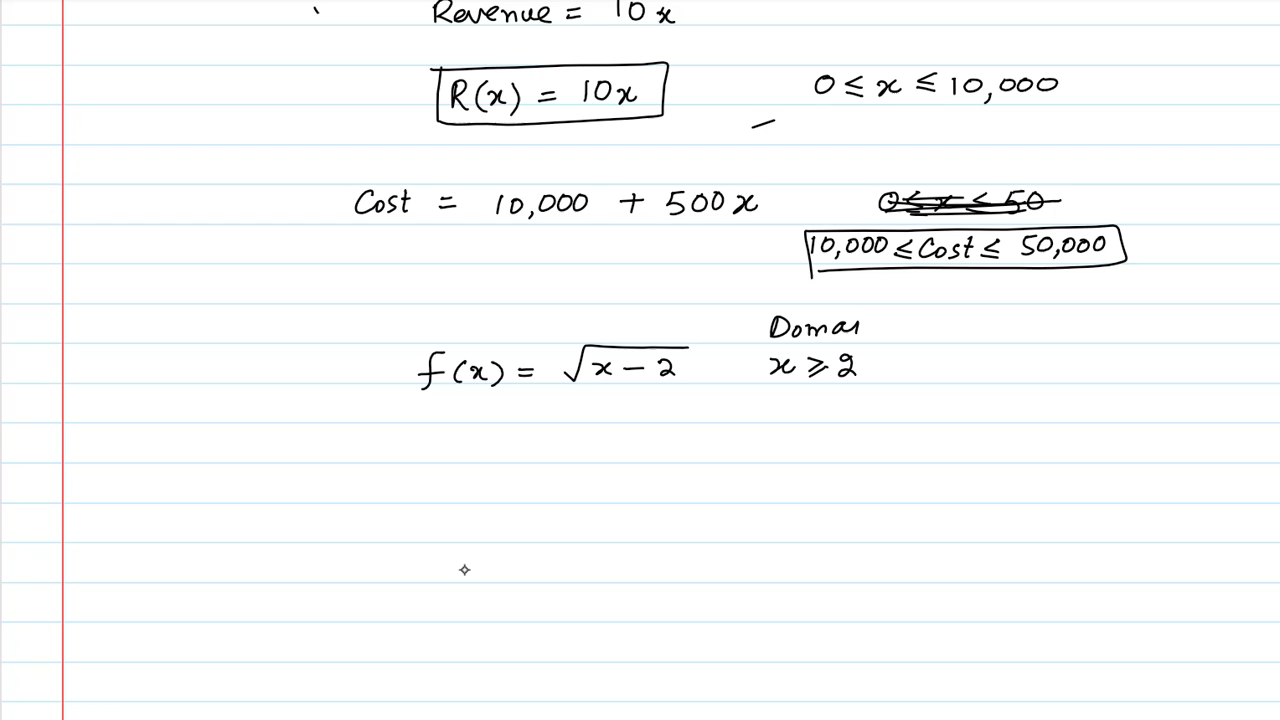 Revenue = 10x
R(x) = 10x 0 ≤ x ≤ 10,000
Cost = 10,000 + 500x 0 ≤ x ≤ 50
10,000 ≤ Cost ≤ 50,000
Domai
f(x) = √x-2 x ≥ 2